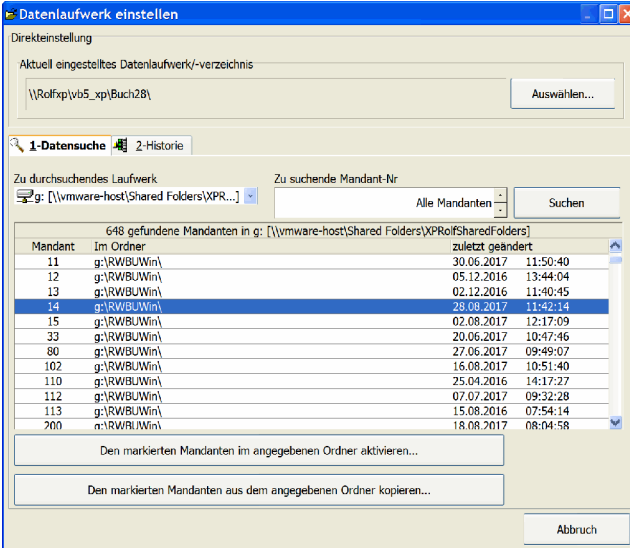 Datenlaufwerk einstellen
Direkteinstellung
Aktuell eingestelltes Datenlaufwerk/-verzeichnis
\\Rolfxp\vb5_xp\Buch28\
Auswählen...
1-Datensuche 2-Historie
Zu durchsuchendes Laufwerk Zu suchende Mandant-Nr
g: [\\vmware-host\Shared Folders\XPR...] Alle Mandanten Suchen
648 gefundene Mandanten in g: [\\vmware-host\Shared Folders\XPRolfSharedFolders]
Mandant Im Ordner zuletzt geändert
11 g:\RWBUWin\ 30.06.2017 11:50:40
12 g:\RWBUWin\ 05.12.2016 13:44:04
13 g:\RWBUWin\ 02.12.2016 11:40:45
14 g:\RWBUWin\ 28.08.2017 11:42:14
15 g:\RWBUWin\ 02.08.2017 12:17:09
33 g:\RWBUWin\ 20.06.2017 10:47:46
80 g:\RWBUWin\ 27.06.2017 09:49:07
102 g:\RWBUWin\ 16.08.2017 10:51:40
110 g:\RWBUWin\ 25.04.2016 14:17:27
112 g:\RWBUWin\ 07.07.2017 09:32:28
113 g:\RWBUWin\ 15.08.2016 07:54:14
200 g:\RWBUWin\ 18.08.2017 08:04:58
Den markierten Mandanten im angegebenen Ordner aktivieren...
Den markierten Mandanten aus dem angegebenen Ordner kopieren...
Abbruch